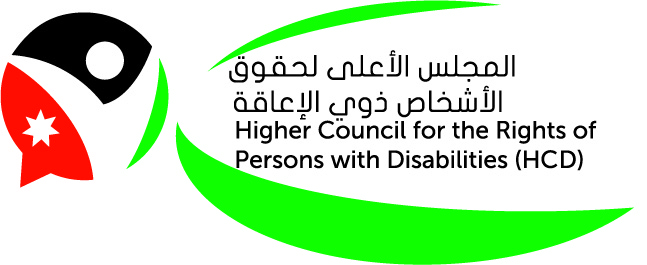 المجلس الأعلى لحقوق
الأشخاص ذوي الإعاقة
Higher Council for the Rights of
Persons with Disabilities (HCD)